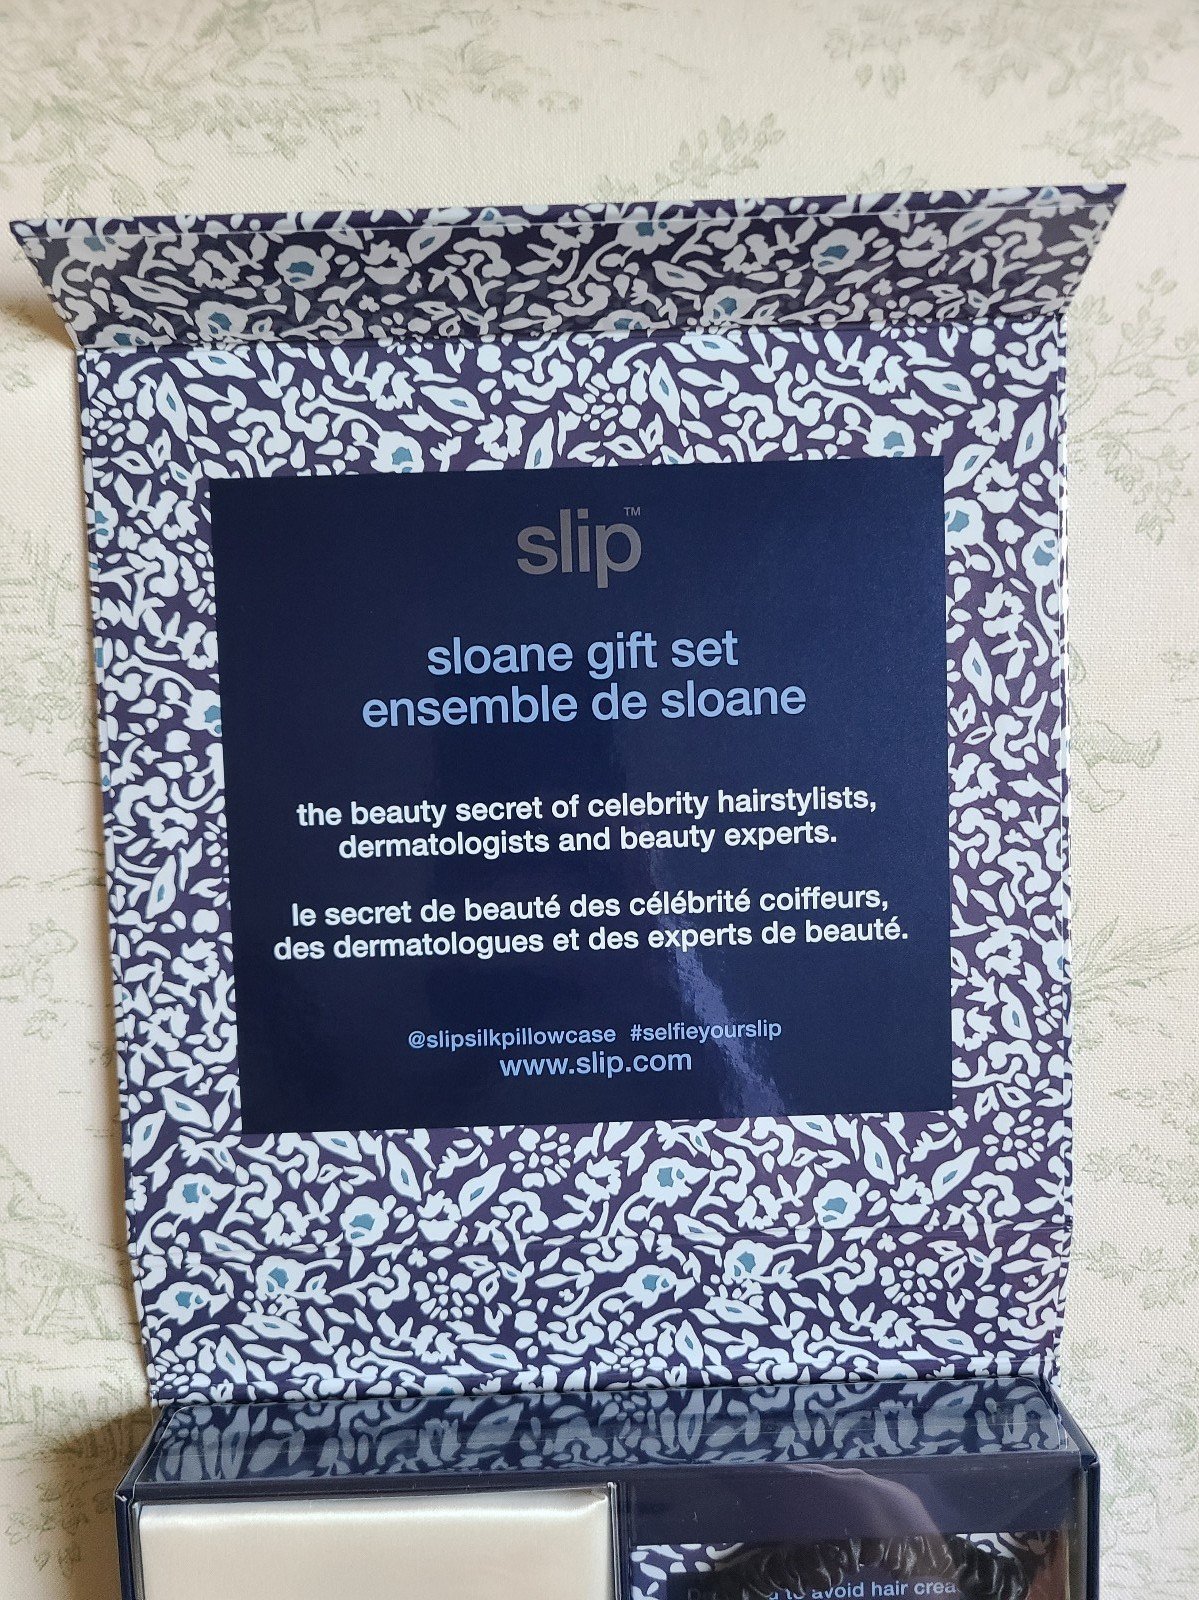 slip™
sloane gift set
ensemble de sloane
the beauty secret of celebrity hairstylists,
dermatologists and beauty experts.
le secret de beauté des célébrité coiffeurs,
des dermatologues et des experts de beauté.
@slipsilkpillowcase #selfieyourslip
www.slip.com
to avoid hair